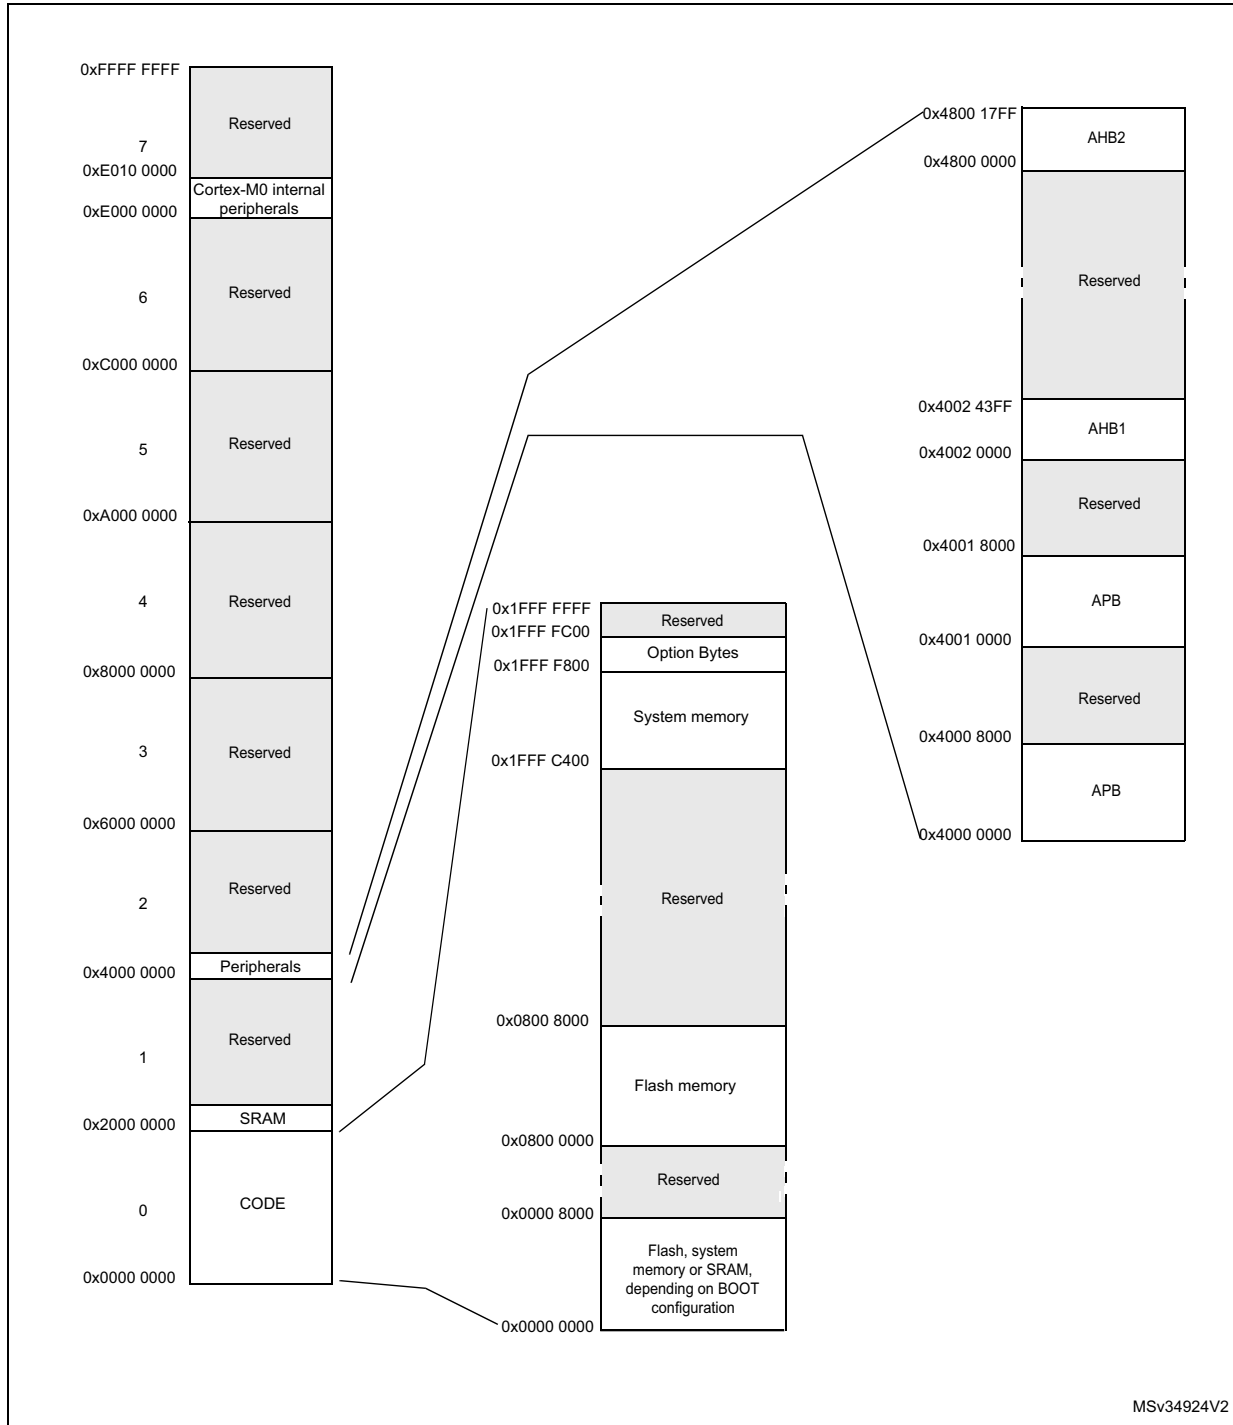 0xFFFF FFFF
Reserved
7
0xE010 0000
Cortex-M0 internal
peripherals
0xE000 0000
6
Reserved
0xC000 0000
5
Reserved
0xA000 0000
4
Reserved
0x8000 0000
3
Reserved
0x6000 0000
2
Reserved
0x4000 0000
Peripherals
1
Reserved
0x2000 0000
SRAM
0
CODE
0x0000 0000
0x1FFF FFFF
Reserved
0x1FFF FC00
Option Bytes
0x1FFF F800
System memory
0x1FFF C400
Reserved
0x0800 8000
Flash memory
0x0800 0000
Reserved
0x0000 8000
Flash, system
memory or SRAM,
depending on BOOT
configuration
0x0000 0000
0x4800 17FF
AHB2
0x4800 0000
Reserved
0x4002 43FF
AHB1
0x4002 0000
Reserved
0x4001 8000
APB
0x4001 0000
Reserved
0x4000 8000
APB
0x4000 0000
MSv34924V2